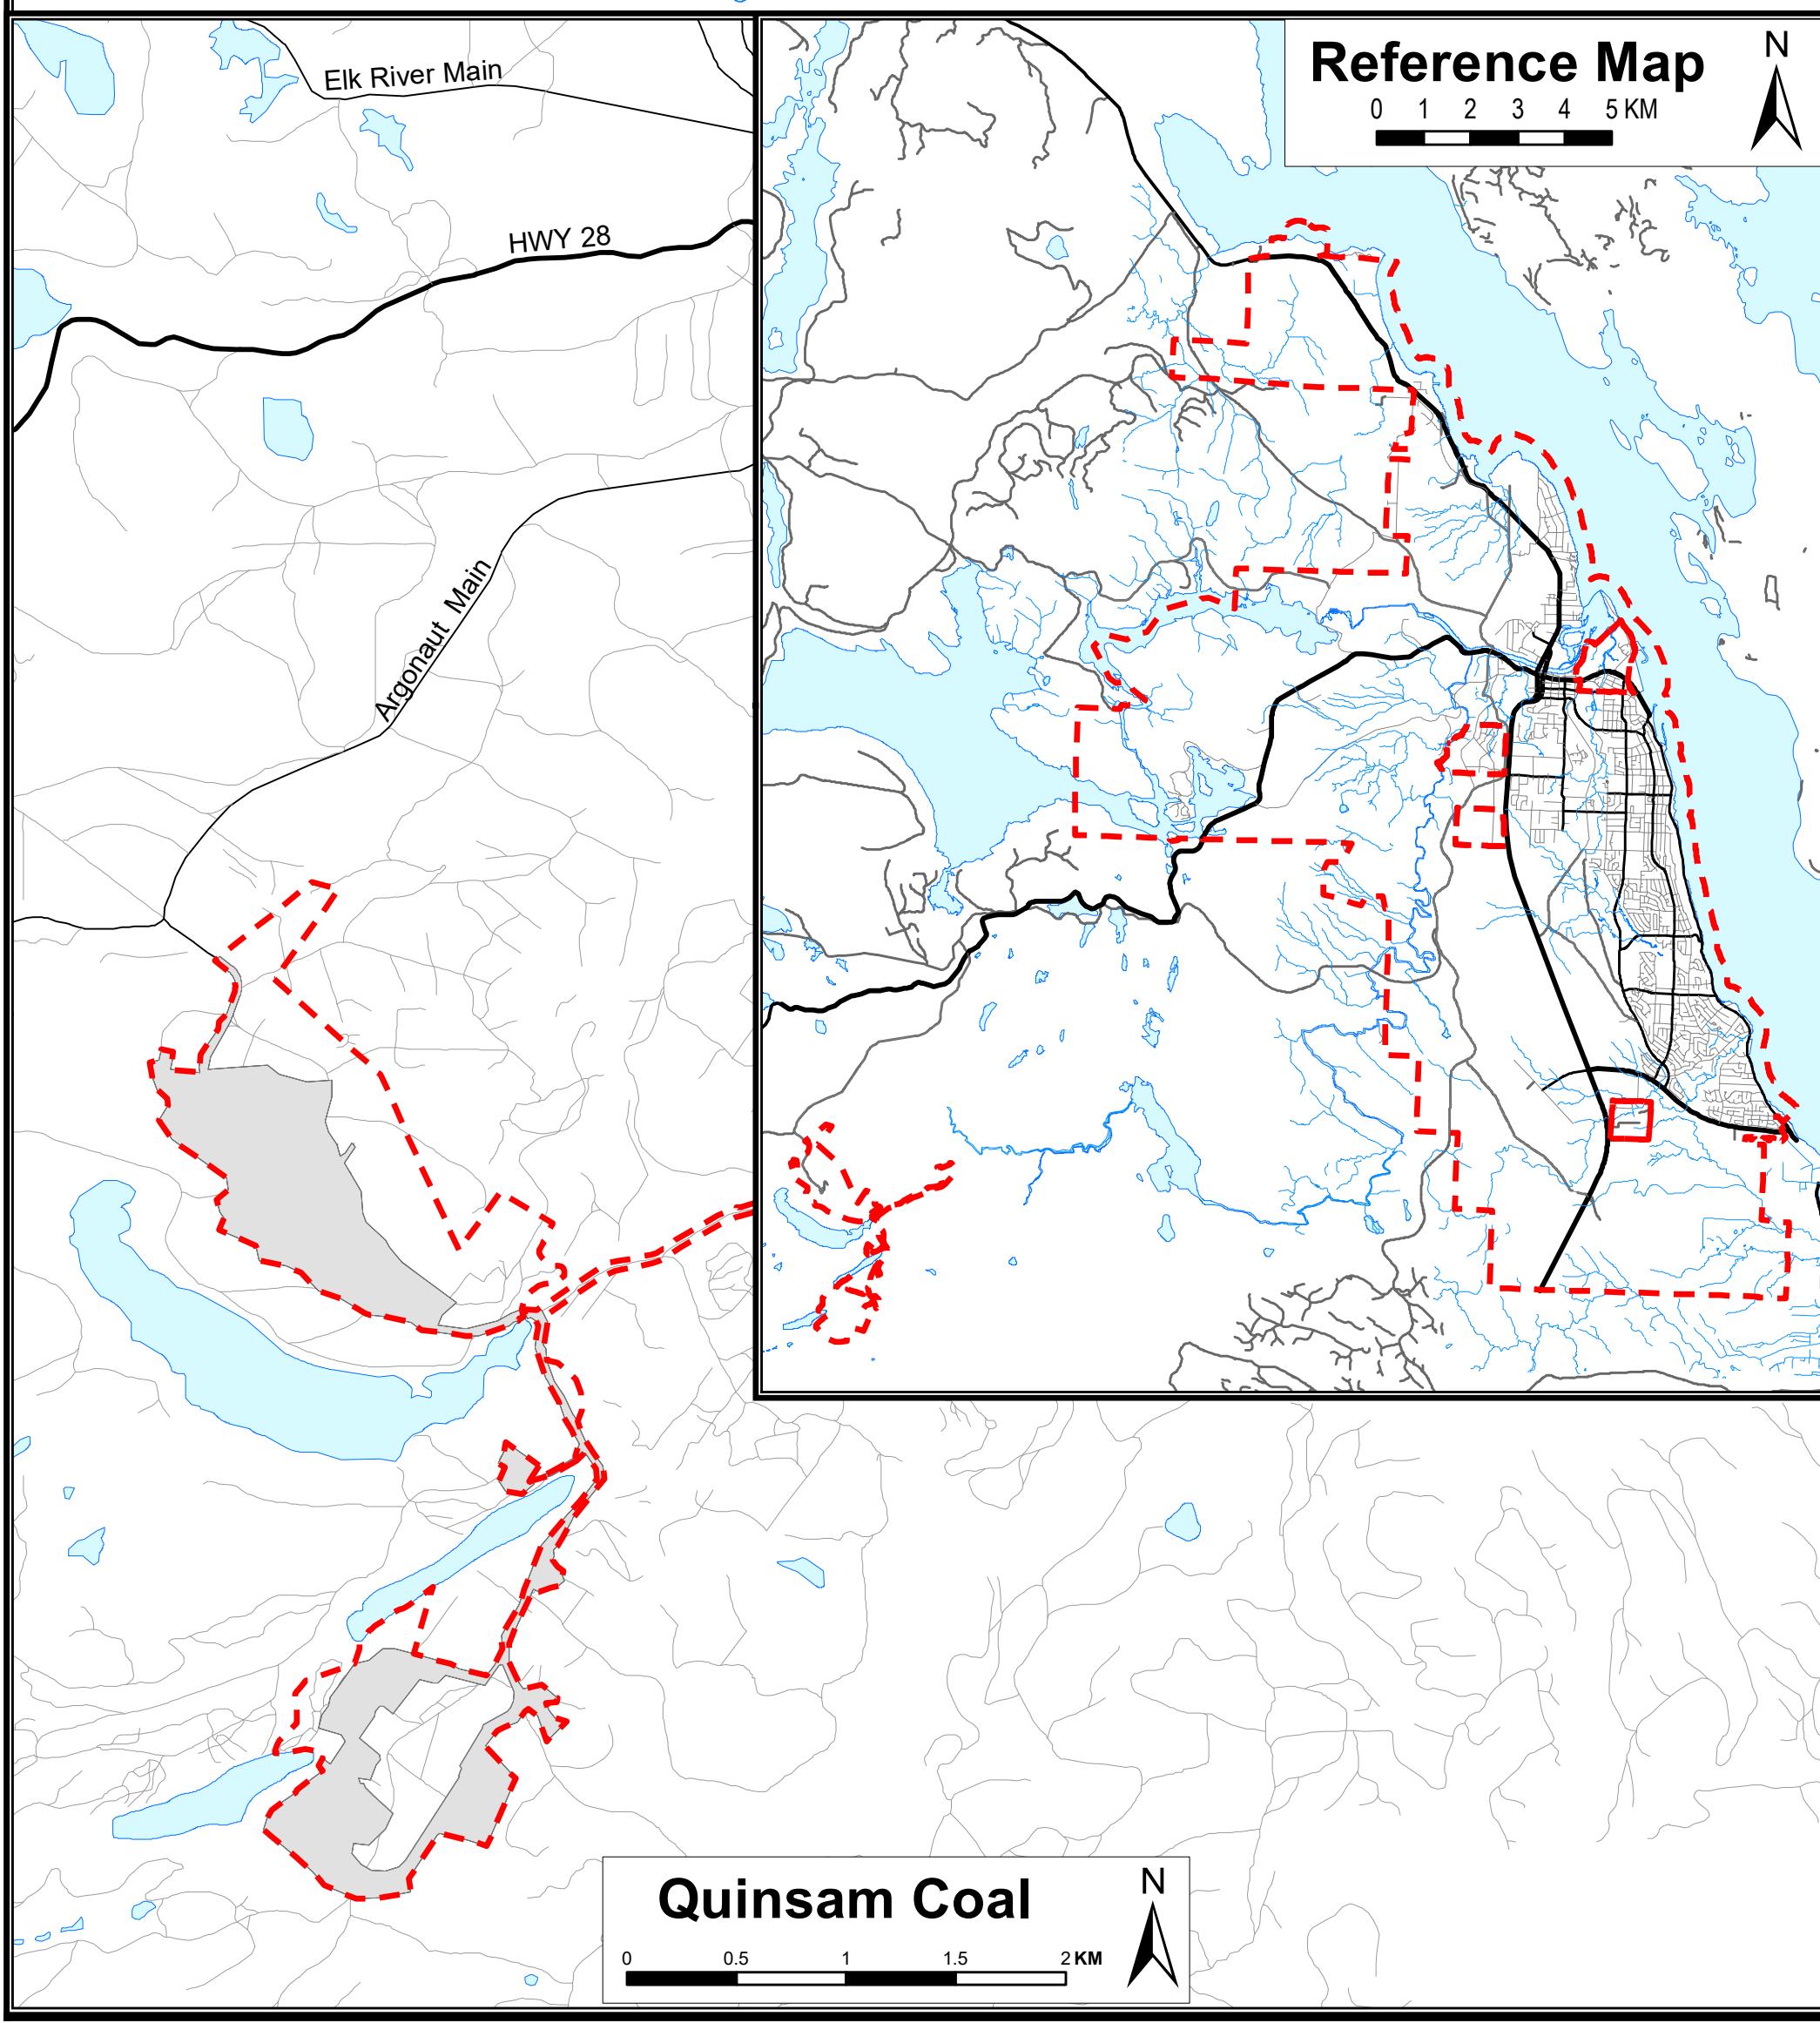 Elk River Main
HWY 28
Argonaut Main
Reference Map
N
0 1 2 3 4 5 KM
Quinsam Coal
N
0 0.5 1 1.5 2 KM